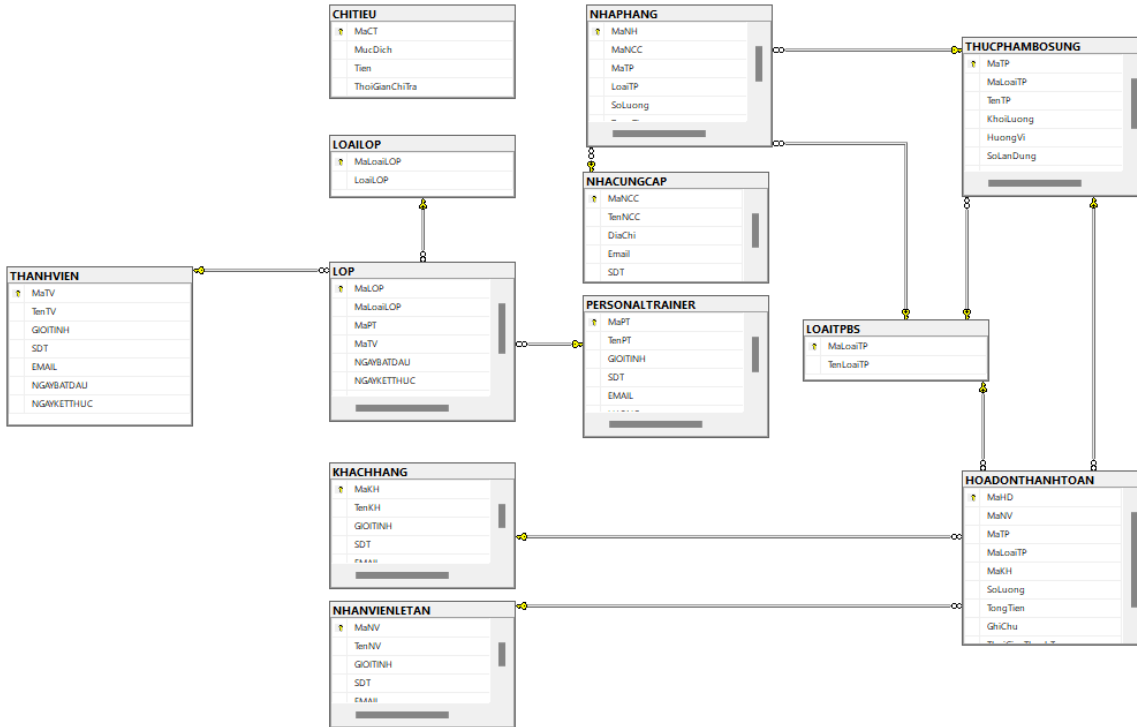 CHITIEU
MaCT
MucDich
Tien
ThoiGianChiTra
NHAPHANG
MaNH
MaNCC
MaTP
LoaiTP
SoLuong
THUCPHAMBOSUNG
MaTP
MaLoaiTP
TenTP
KhoiLuong
HuongVi
SoLanDung
LOAILOP
MaLoaiLOP
LoaiLOP
NHACUNGCAP
MaNCC
TenNCC
DiaChi
Email
SDT
THANHVIEN
MaTV
TenTV
GIOITINH
SDT
EMAIL
NGAYBATDAU
NGAYKETTHUC
LOP
MaLOP
MaLoaiLOP
MaPT
MaTV
NGAYBATDAU
NGAYKETTHUC
PERSONALTRAINER
MaPT
TenPT
GIOITINH
SDT
EMAIL
LOAITPBS
MaLoaiTP
TenLoaiTP
KHACHHANG
MaKH
TenKH
GIOITINH
SDT
EMAIL
HOADONTHANHTOAN
MaHD
MaNV
MaTP
MaLoaiTP
MaKH
SoLuong
TongTien
GhiChu
NHANVIENLETAN
MaNV
TenNV
GIOITINH
SDT
EMAIL